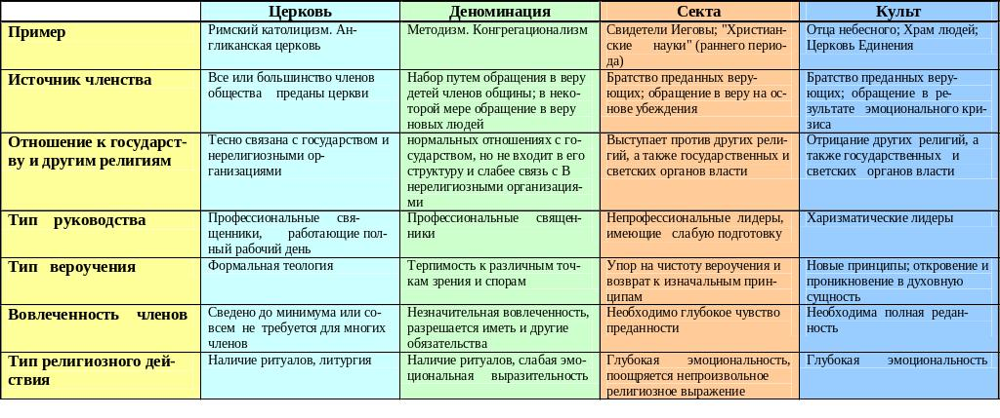 Церковь Деноминация Секта Культ
Пример
Римский католицизм. Ан-
гликанская церковь
Методизм. Конгрегационализм
Свидетели Иеговы; "Христиан-
ские науки" (раннего перио-
да)
Отца небесного; Храм людей;
Церковь Единения
Источник членства
Все или большинство членов
общества преданы церкви
Набор путем обращения в веру
детей членов общины; в неко-
торой мере обращение в веру
новых людей
Братство преданных веру-
ющих; обращение в веру на ос-
нове убеждения
Братство преданных веру-
ющих; обращение в ре-
зультате эмоционального кри-
зиса
Отношение к государст-
ву и другим религиям
Тесно связана с государством и
нерелигиозными ор-
ганизациями
нормальных отношениях с го-
сударством, но не входит в его
структуру и слабее связь с В
нерелигиозными организация-
ми
Выступает против других рели-
гий, а также государственных и
светских органов власти
Отрицание других религий, а
также государственных и
светских органов власти
Тип руководства
Профессиональные свя-
щенники, работающие пол-
ный рабочий день
Профессиональные священ-
ники
Непрофессиональные лидеры,
имеющие слабую подготовку
Харизматические лидеры
Тип вероучения
Формальная теология
Терпимость к различным точ-
кам зрения и спорам
Упор на чистоту вероучения и
возврат к изначальным прин-
ципам
Новые принципы; откровение и
проникновение в духовную
сущность
Вовлеченность членов
Сведено до минимума или со-
всем не требуется для многих
членов
Незначительная вовлеченность,
разрешается иметь и другие
обязательства
Необходимо глубокое чувство
преданности
Необходима полная редан-
ность
Тип религиозного дей-
ствия
Наличие ритуалов, литургия
Наличие ритуалов, слабая эмо-
циональная выразительность
Глубокая эмоциональность,
поощряется непроизвольное
религиозное выражение
Глубокая эмоциональность